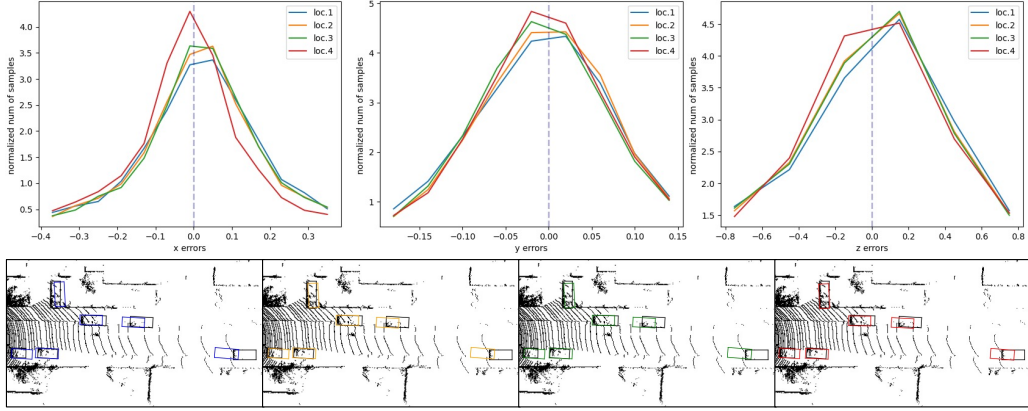 normalized num of samples
4.0
3.5
3.0
2.5
2.0
1.5
1.0
0.5
−0.4
−0.3
−0.2
−0.1
0.0
0.1
0.2
0.3
x errors
loc.1
loc.2
loc.3
loc.4
normalized num of samples
5
4
3
2
1
−0.15
−0.10
−0.05
0.00
0.05
0.10
0.15
y errors
loc.1
loc.2
loc.3
loc.4
normalized num of samples
4.5
4.0
3.5
3.0
2.5
2.0
1.5
−0.8
−0.6
−0.4
−0.2
0.0
0.2
0.4
0.6
0.8
z errors
loc.1
loc.2
loc.3
loc.4